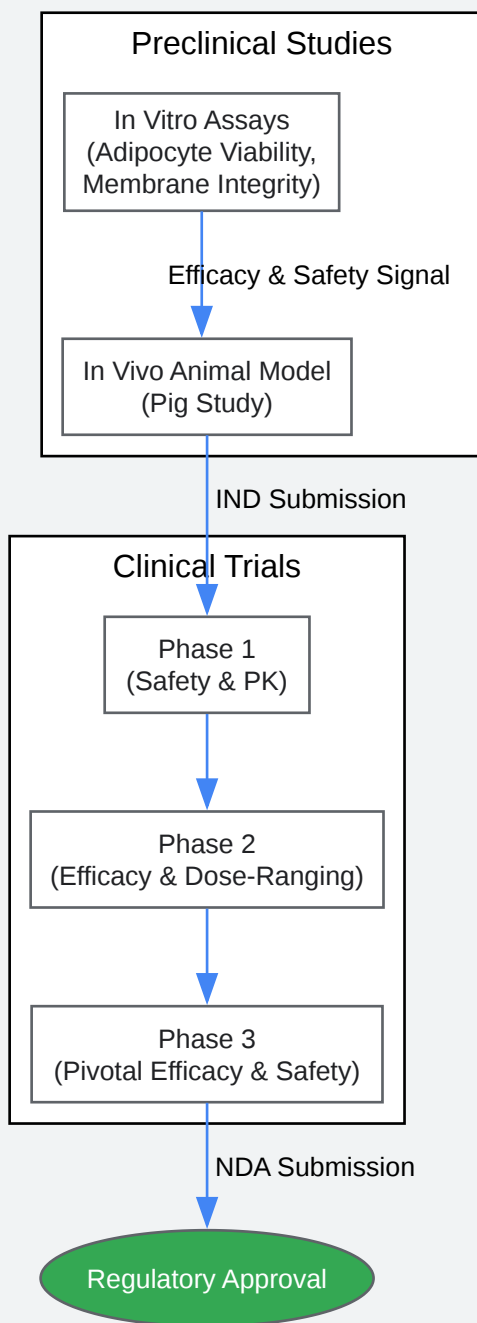 Preclinical Studies
In Vitro Assays
(Adipocyte Viability,
Membrane Integrity)
Efficacy & Safety Signal
In Vivo Animal Model
(Pig Study)
IND Submission
Clinical Trials
Phase 1
(Safety & PK)
Phase 2
(Efficacy & Dose-Ranging)
Phase 3
(Pivotal Efficacy & Safety)
NDA Submission
Regulatory Approval